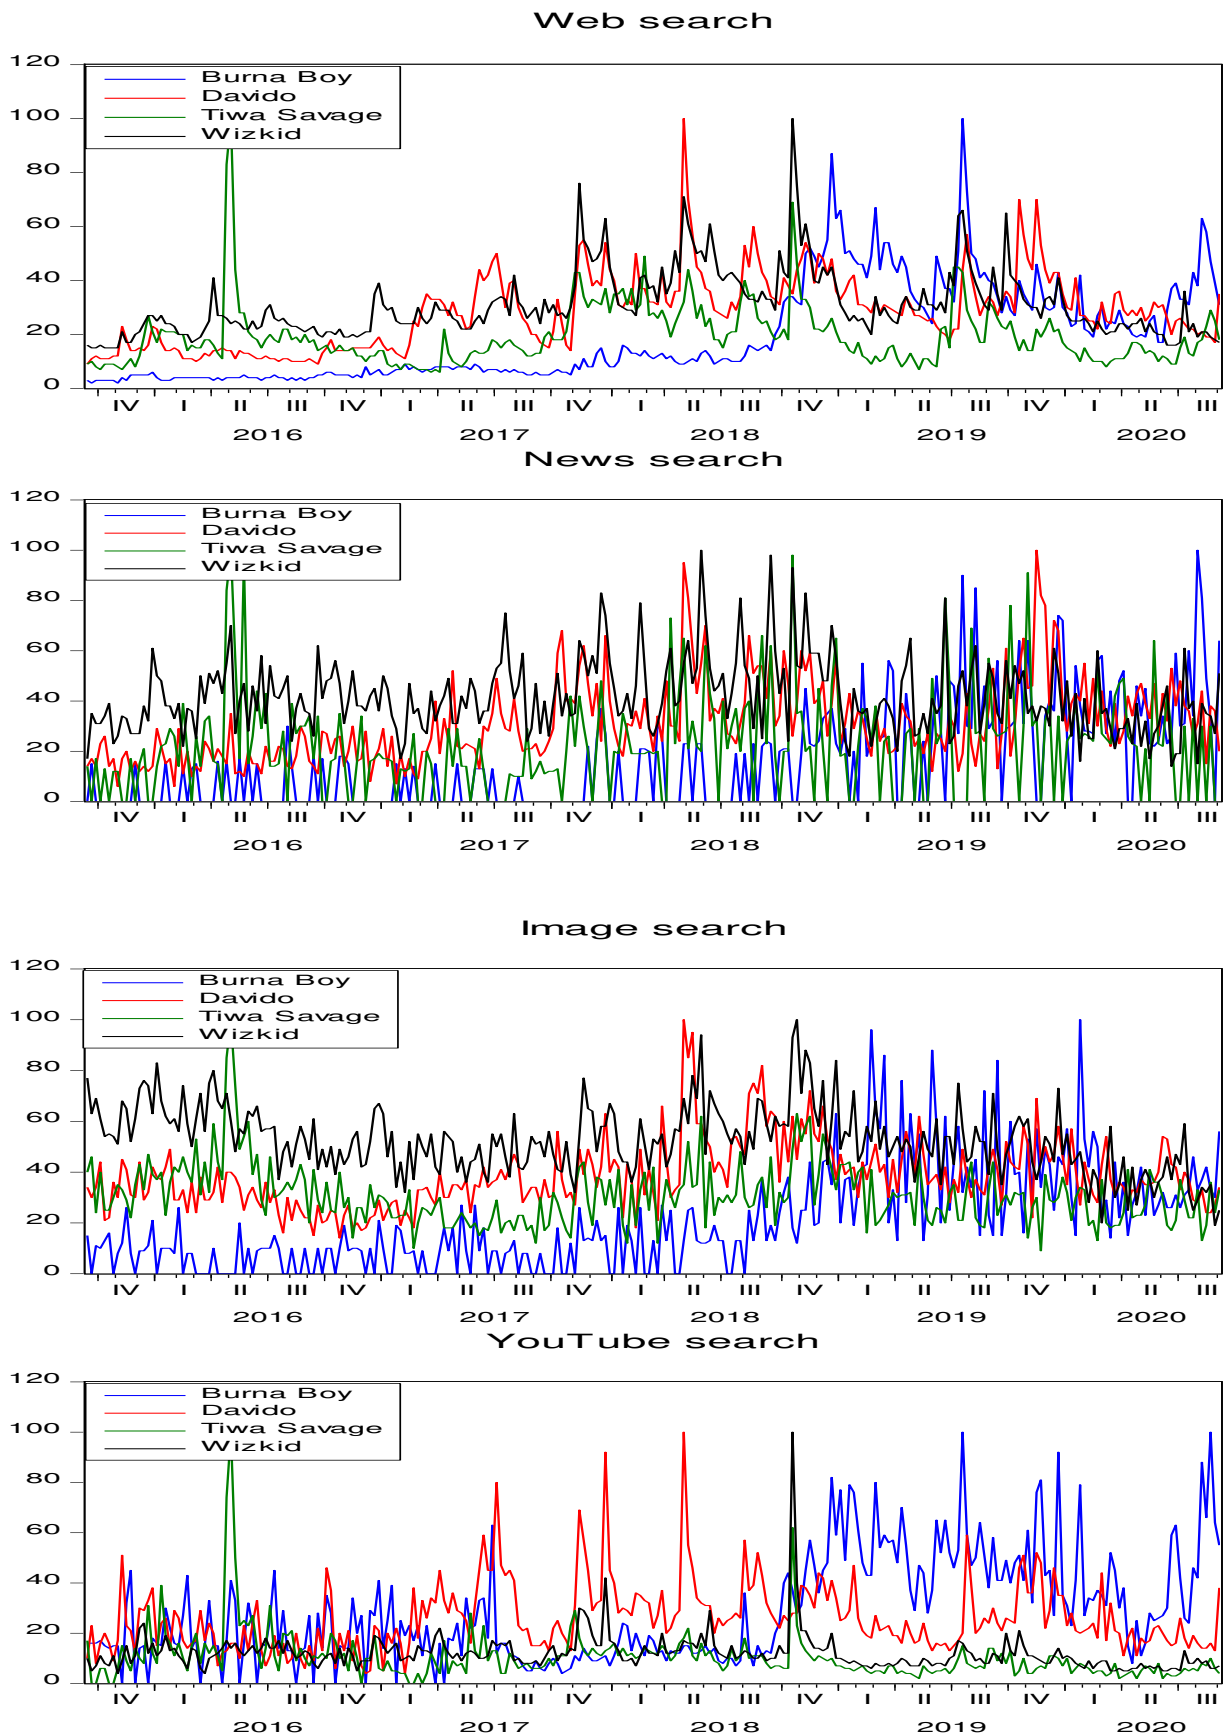 Web search
120
100
80
60
40
20
0
Burna Boy
Davido
Tiwa Savage
Wizkid
IV I II III IV I II III IV I II III IV I II III IV I II III
2016 2017 2018 2019 2020
News search
120
100
80
60
40
20
0
Burna Boy
Davido
Tiwa Savage
Wizkid
IV I II III IV I II III IV I II III IV I II III IV I II III
2016 2017 2018 2019 2020
Image search
120
100
80
60
40
20
0
Burna Boy
Davido
Tiwa Savage
Wizkid
IV I II III IV I II III IV I II III IV I II III IV I II III
2016 2017 2018 2019 2020
YouTube search
120
100
80
60
40
20
0
Burna Boy
Davido
Tiwa Savage
Wizkid
IV I II III IV I II III IV I II III IV I II III IV I II III
2016 2017 2018 2019 2020